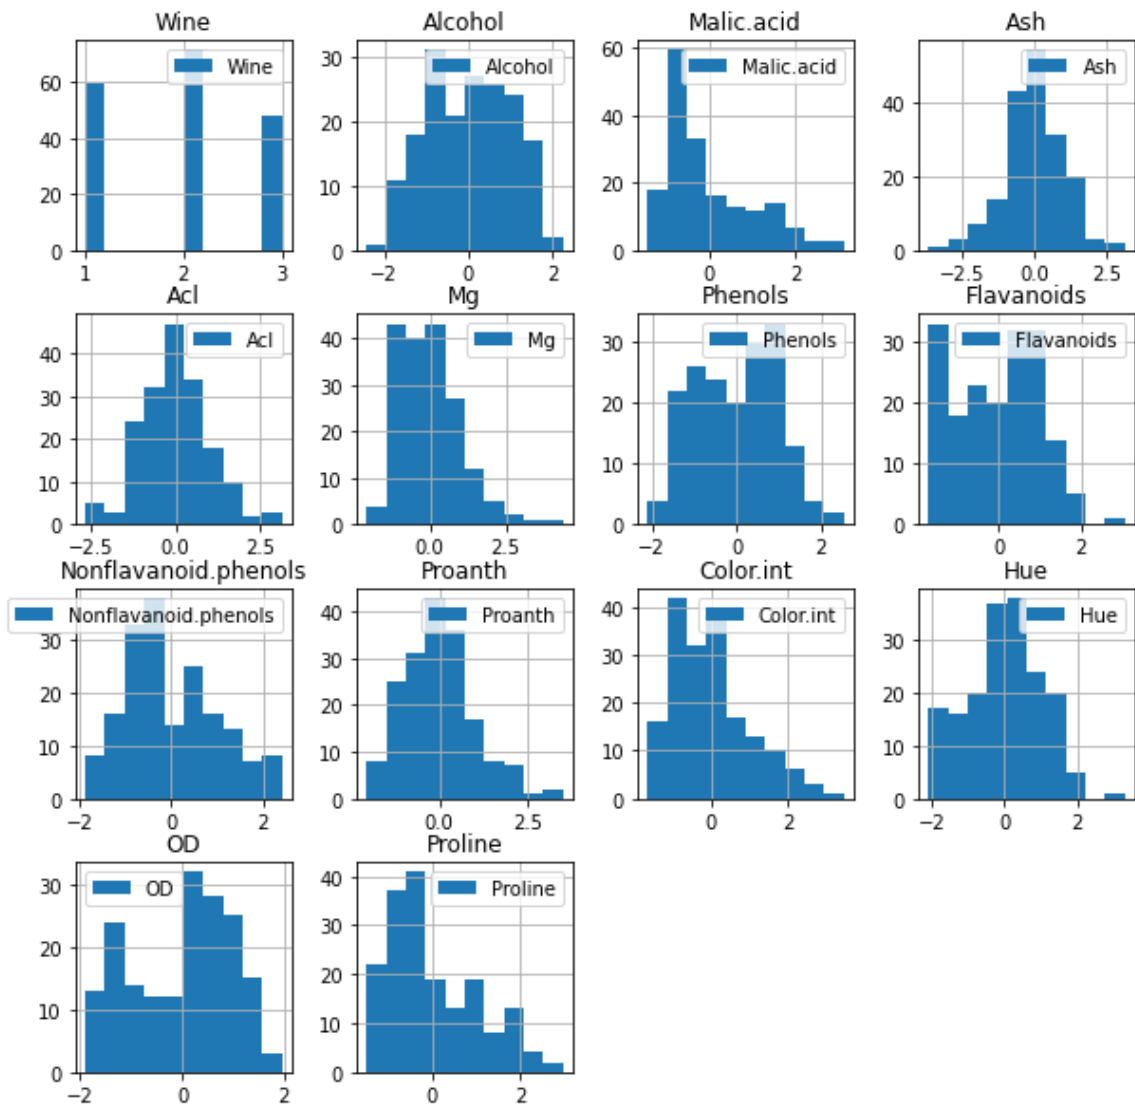 Wine Alcohol Malic.acid Ash
Wine Alcohol Malic.acid Ash
60 40 20 0
1 2 3
30 20 10 0
−2 0 2
60 50 40 30 20 10 0
0 2
40 20 0
−2.5 0.0 2.5
Acl Mg Phenols Flavanoids
Acl Mg Phenols Flavanoids
40 30 20 10 0
−2.5 0.0 2.5
40 30 20 10 0
0.0 2.5
30 20 10 0
−2 0 2
30 20 10 0
0 2
Nonflavanoid.phenols Proanth Color.int Hue
Nonflavanoid.phenols Proanth Color.int Hue
30 20 10 0
−2 0 2
40 30 20 10 0
0.0 2.5
40 30 20 10 0
0 2
30 20 10 0
−2 0 2
OD Proline
OD Proline
30 20 10 0
−2 0 2
40 30 20 10 0
0 2